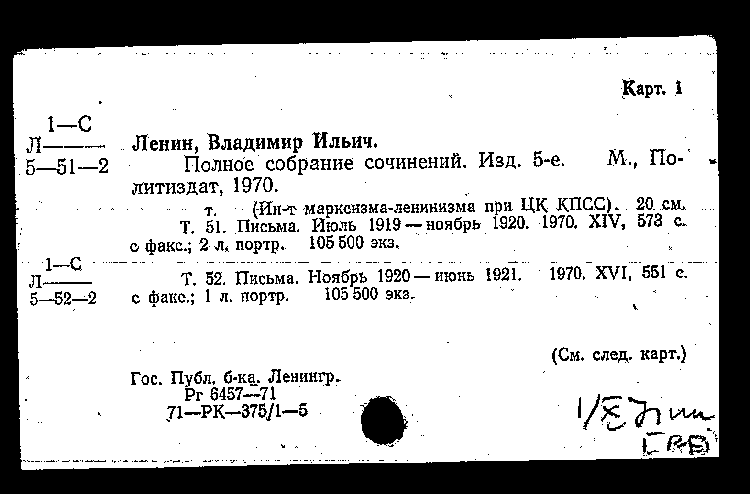 Карт. 1
1—С
Л——
5—51—2
Ленин, Владимир Ильич.
Полное собрание сочинений. Изд. 5-е. М., По-
литиздат, 1970.
т. (Ин-т марксизма-ленинизма при ЦК КПСС). 20 см.
Т. 51. Письма. Июль 1919 — ноябрь 1920. 1970. XIV, 573 с.
с факс.; 2 л. портр. 105 500 экз.
1—С
Л——
5—52—2
Т. 52. Письма. Ноябрь 1920 — июнь 1921. 1970. XVI, 551 с.
с факс.; 1 л. портр. 105 500 экз.
(См. след. карт.)
Гос. Публ. б-ка. Ленингр.
Рг 6457—71
71—РК—375/1—5